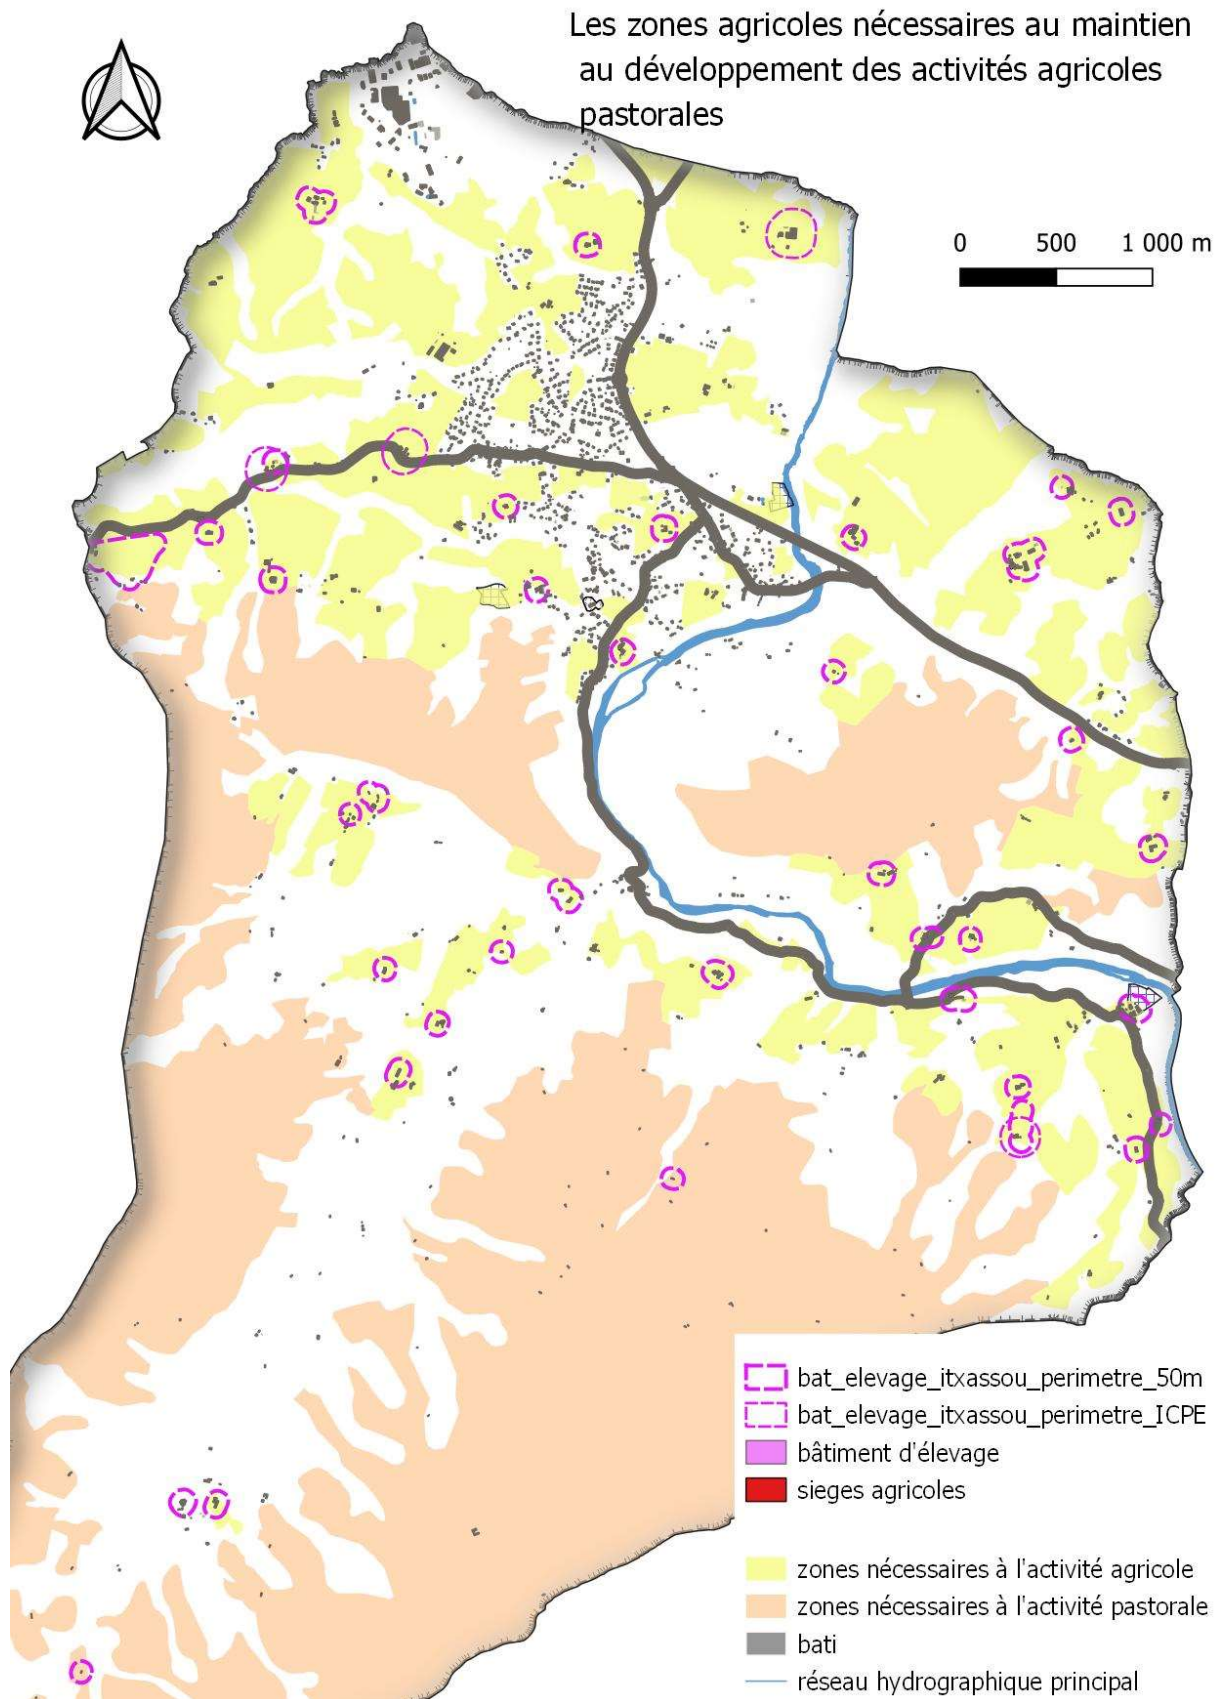 Les zones agricoles nécessaires au maintien
au développement des activités agricoles
pastorales
0 500 1 000 m
bat_elevage_itxassou_perimetre_50m
bat_elevage_itxassou_perimetre_ICPE
bâtiment d'élevage
sieges agricoles
zones nécessaires à l'activité agricole
zones nécessaires à l'activité pastorale
bati
réseau hydrographique principal